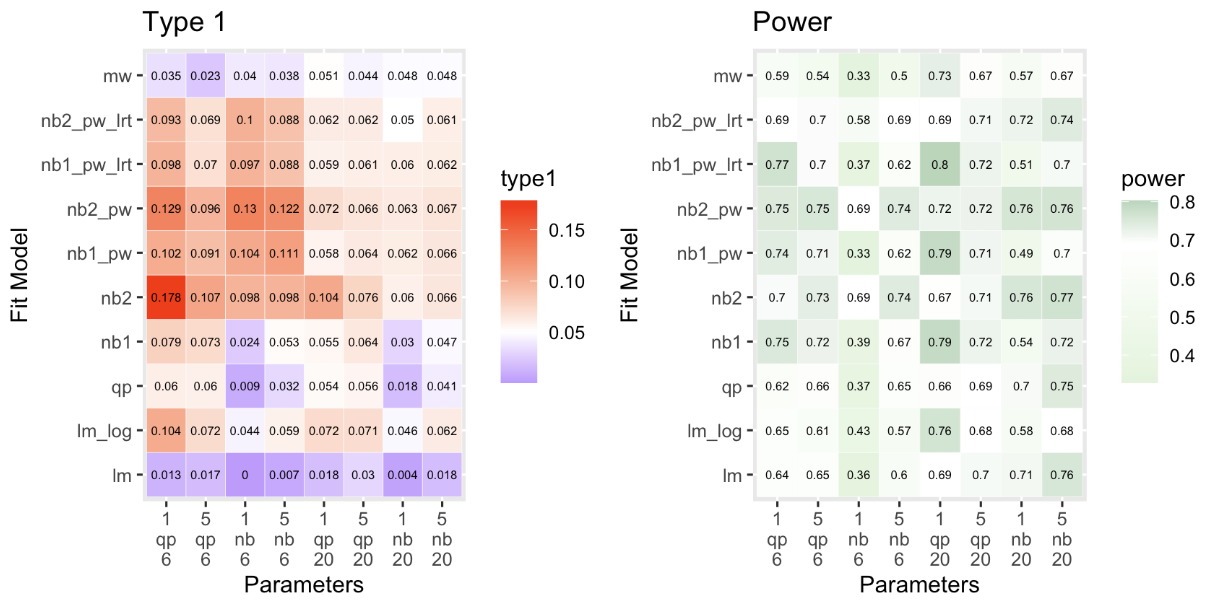 Type 1
mw 0.035 0.023 0.04 0.038 0.051 0.044 0.048 0.048
nb2_pw_lrt 0.093 0.069 0.1 0.088 0.062 0.062 0.05 0.061
nb1_pw_lrt 0.098 0.07 0.097 0.088 0.059 0.061 0.06 0.062
nb2_pw 0.129 0.096 0.13 0.122 0.072 0.066 0.063 0.067
nb1_pw 0.102 0.091 0.104 0.111 0.058 0.064 0.062 0.066
nb2 0.178 0.107 0.098 0.098 0.104 0.076 0.06 0.066
nb1 0.079 0.073 0.024 0.053 0.055 0.064 0.03 0.047
qp 0.06 0.06 0.009 0.032 0.054 0.056 0.018 0.041
lm_log 0.104 0.072 0.044 0.059 0.072 0.071 0.046 0.062
lm 0.013 0.017 0 0.007 0.018 0.03 0.004 0.018
1 5 1 5 1 5 1 5
qp qp nb nb qp qp nb nb
6 6 6 6 20 20 20 20
Parameters
Fit Model
type1
0.15
0.10
0.05
Power
mw 0.59 0.54 0.33 0.5 0.73 0.67 0.57 0.67
nb2_pw_lrt 0.69 0.7 0.58 0.69 0.69 0.71 0.72 0.74
nb1_pw_lrt 0.77 0.7 0.37 0.62 0.8 0.72 0.51 0.7
nb2_pw 0.75 0.75 0.69 0.74 0.72 0.72 0.76 0.76
nb1_pw 0.74 0.71 0.33 0.62 0.79 0.71 0.49 0.7
nb2 0.7 0.73 0.69 0.74 0.67 0.71 0.76 0.77
nb1 0.75 0.72 0.39 0.67 0.79 0.72 0.54 0.72
qp 0.62 0.66 0.37 0.65 0.66 0.69 0.7 0.75
lm_log 0.65 0.61 0.43 0.57 0.76 0.68 0.58 0.68
lm 0.64 0.65 0.36 0.6 0.69 0.7 0.71 0.76
1 5 1 5 1 5 1 5
qp qp nb nb qp qp nb nb
6 6 6 6 20 20 20 20
Parameters
Fit Model
power
0.8
0.7
0.6
0.5
0.4